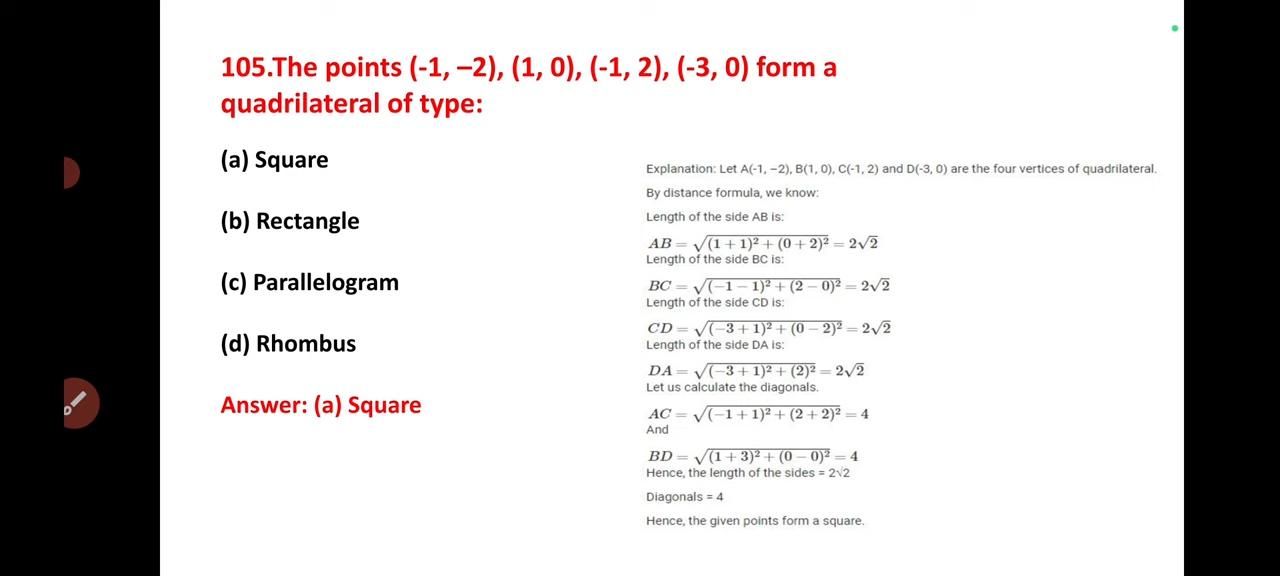 105.The points (-1, –2), (1, 0), (-1, 2), (-3, 0) form a
quadrilateral of type:
(a) Square
(b) Rectangle
(c) Parallelogram
(d) Rhombus
Answer: (a) Square
Explanation: Let A(-1, −2), B(1, 0), C(-1, 2) and D(-3, 0) are the four vertices of quadrilateral.
By distance formula, we know:
Length of the side AB is:
AB = √(1 + 1)² + (0 + 2)² = 2√2
Length of the side BC is:
BC = √(−1 − 1)² + (2 − 0)² = 2√2
Length of the side CD is:
CD = √(−3 + 1)² + (0 − 2)² = 2√2
Length of the side DA is:
DA = √(−3 + 1)² + (2)² = 2√2
Let us calculate the diagonals.
AC = √(−1 + 1)² + (2 + 2)² = 4
And
BD = √(1 + 3)² + (0 − 0)² = 4
Hence, the length of the sides = 2√2
Diagonals = 4
Hence, the given points form a square.